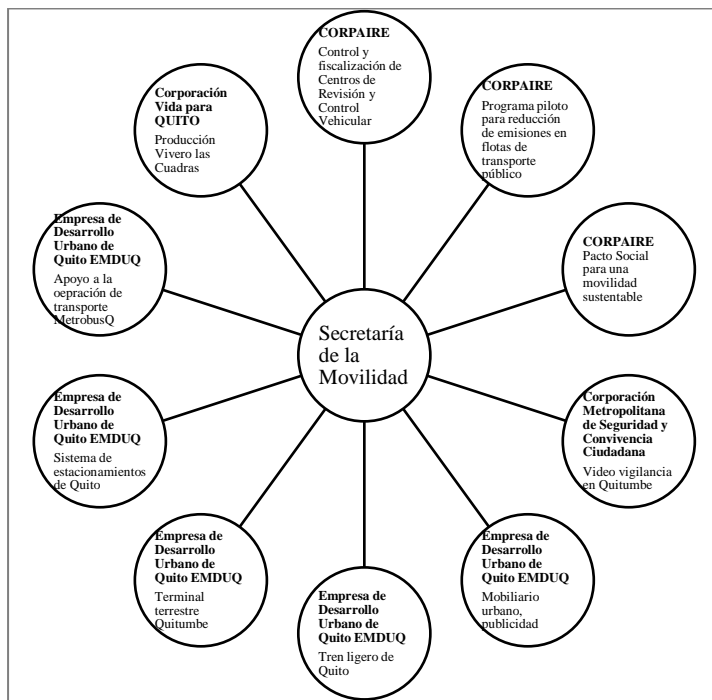 CORPAIRE
Control y
fiscalización de
Centros de
Revisión y
Control
Vehicular
CORPAIRE
Programa piloto
para reducción
de emisiones en
flotas de
transporte
público
CORPAIRE
Pacto Social
para una
movilidad
sustentable
Corporación
Metropolitana
de Seguridad y
Convivencia
Ciudadana
Video vigilancia
en Quitumbe
Empresa de
Desarrollo
Urbano de
Quito EMDUQ
Mobiliario
urbano,
publicidad
Empresa de
Desarrollo
Urbano de
Quito EMDUQ
Tren ligero de
Quito
Empresa de
Desarrollo
Urbano de
Quito EMDUQ
Terminal
terrestre
Quitumbe
Empresa de
Desarrollo
Urbano de
Quito EMDUQ
Sistema de
estacionamientos
de Quito
Empresa de
Desarrollo
Urbano de
Quito EMDUQ
Apoyo a la
oepración de
transporte
MetrobusQ
Corporación
Vida para
QUITO
Producción
Vivero las
Cuadras
Secretaría
de la
Movilidad